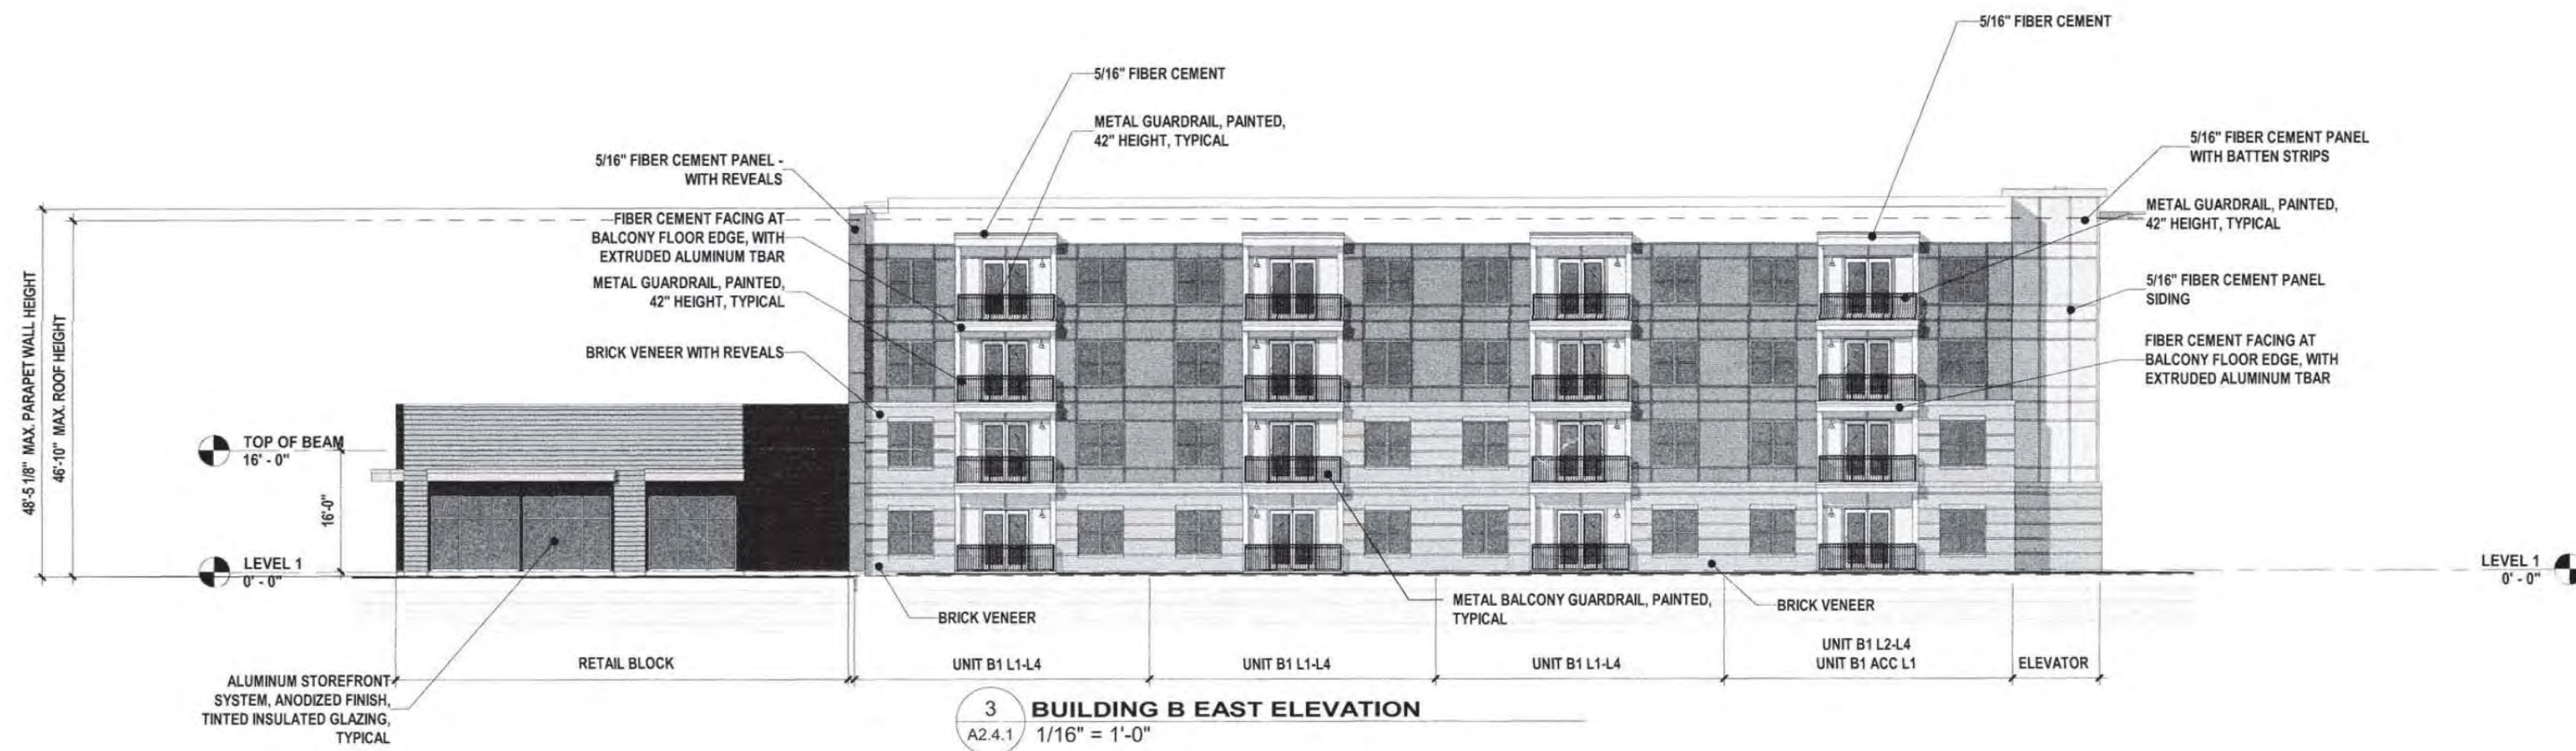 5/16" FIBER CEMENT
5/16" FIBER CEMENT
METAL GUARDRAIL, PAINTED,
42" HEIGHT, TYPICAL
5/16" FIBER CEMENT PANEL
WITH BATTEN STRIPS
5/16" FIBER CEMENT PANEL -
WITH REVEALS
METAL GUARDRAIL, PAINTED,
42" HEIGHT, TYPICAL
FIBER CEMENT FACING AT
BALCONY FLOOR EDGE, WITH
EXTRUDED ALUMINUM TBAR
METAL GUARDRAIL, PAINTED,
42" HEIGHT, TYPICAL
5/16" FIBER CEMENT PANEL
SIDING
BRICK VENEER WITH REVEALS
FIBER CEMENT FACING AT
BALCONY FLOOR EDGE, WITH
EXTRUDED ALUMINUM TBAR
48'-5 1/8" MAX. PARAPET WALL HEIGHT
46'-10" MAX. ROOF HEIGHT
TOP OF BEAM
16' - 0"
16'-0"
LEVEL 1
0' - 0"
LEVEL 1
0' - 0"
BRICK VENEER
METAL BALCONY GUARDRAIL, PAINTED,
TYPICAL
BRICK VENEER
RETAIL BLOCK
UNIT B1 L1-L4
UNIT B1 L1-L4
UNIT B1 L1-L4
UNIT B1 L2-L4
UNIT B1 ACC L1
ELEVATOR
ALUMINUM STOREFRONT
SYSTEM, ANODIZED FINISH,
TINTED INSULATED GLAZING,
TYPICAL
3
A2.4.1
BUILDING B EAST ELEVATION
1/16" = 1'-0"